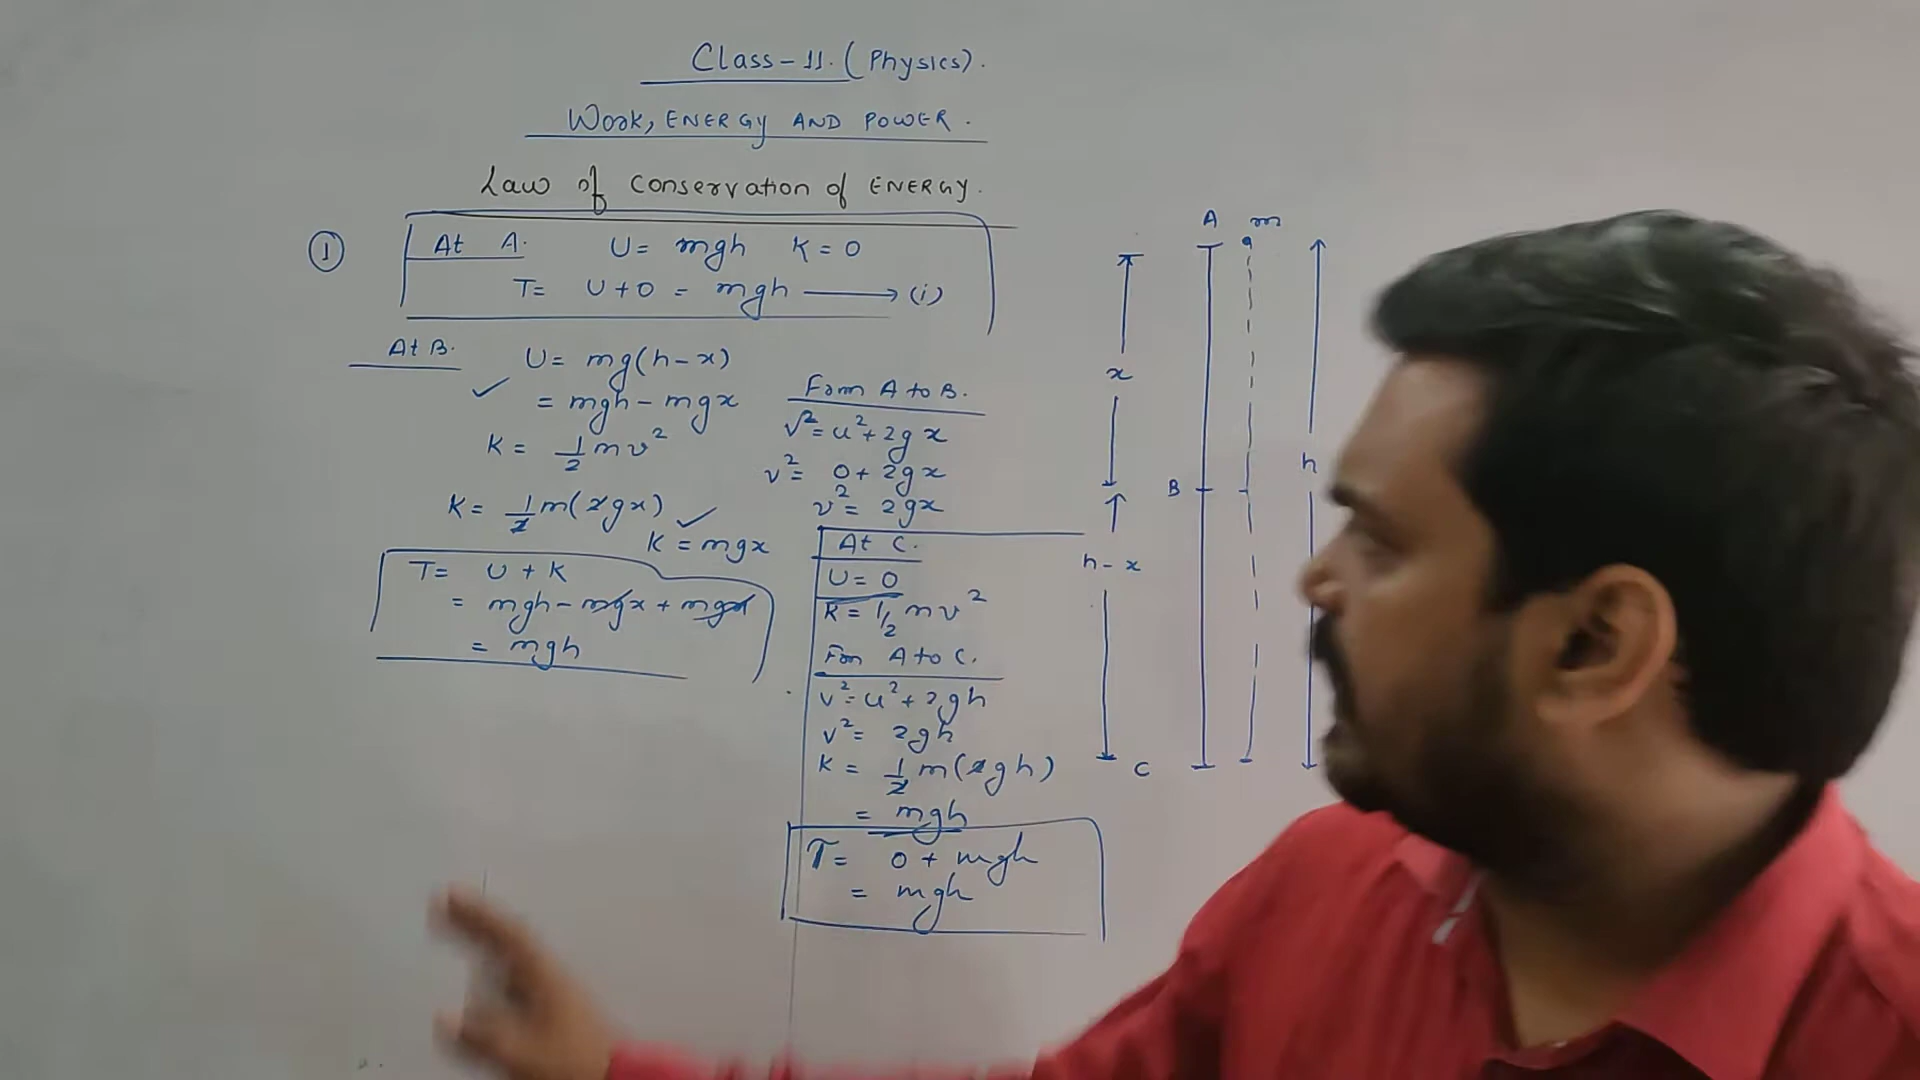 Class-11. (Physics).
Work, ENERGY AND POWER.
Law of conservation of ENERGY.
① At A. U = mgh K = 0
T = U + 0 = mgh ⟶ (i)
At B. U = mg(h-x)
✓ = mgh - mgx
K = 1/2 mv²
K = 1/2 m(2gx) ✓
K = mgx
T = U + K
= mgh - mgx + mgx
= mgh
From A to B.
v² = u² + 2gx
v² = 0 + 2gx
v² = 2gx
At C.
U = 0
K = 1/2 mv²
From A to C.
v² = u² + 2gh
v² = 2gh
K = 1/2 m(2gh)
= mgh
T = 0 + mgh
= mgh
A m
x
h
B
h-x
C